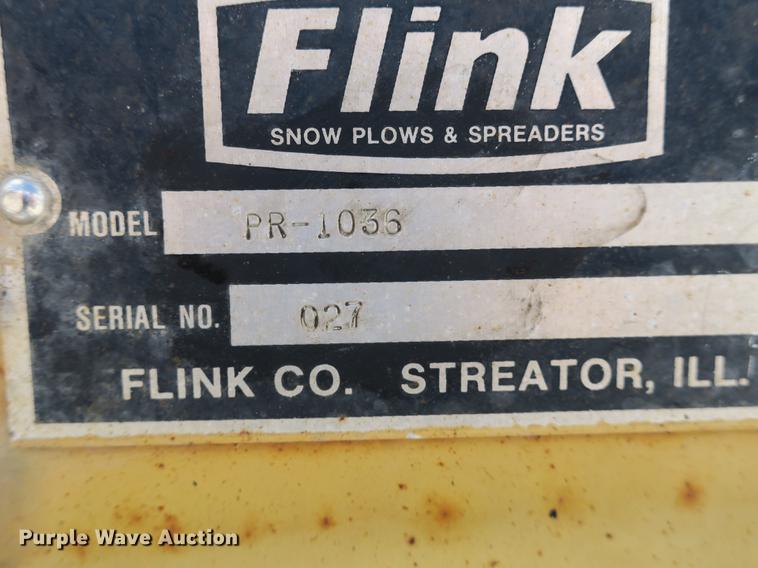 Flink
SNOW PLOWS & SPREADERS
MODEL PR-1036
SERIAL NO. 027
FLINK CO. STREATOR, ILL.
Purple Wave Auction